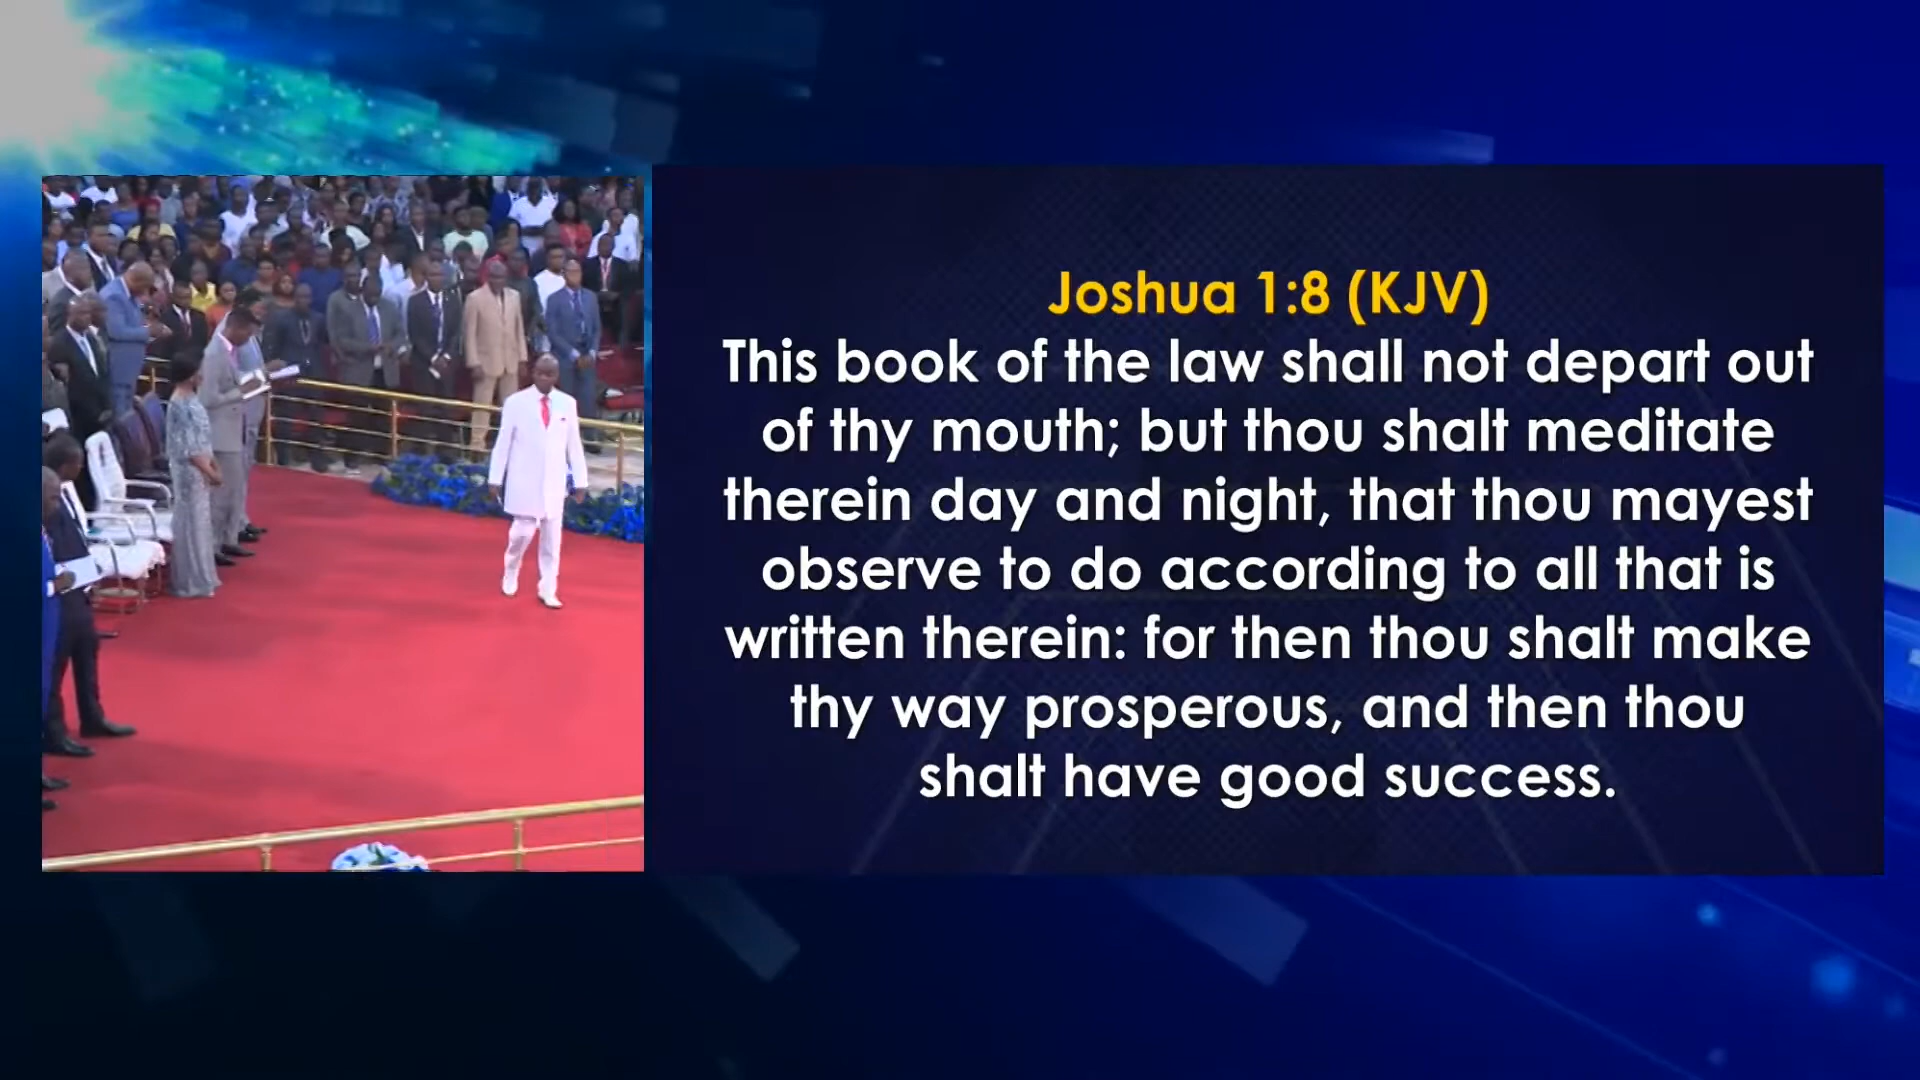 Joshua 1:8 (KJV)
This book of the law shall not depart out
of thy mouth; but thou shalt meditate
therein day and night, that thou mayest
observe to do according to all that is
written therein: for then thou shalt make
thy way prosperous, and then thou
shalt have good success.